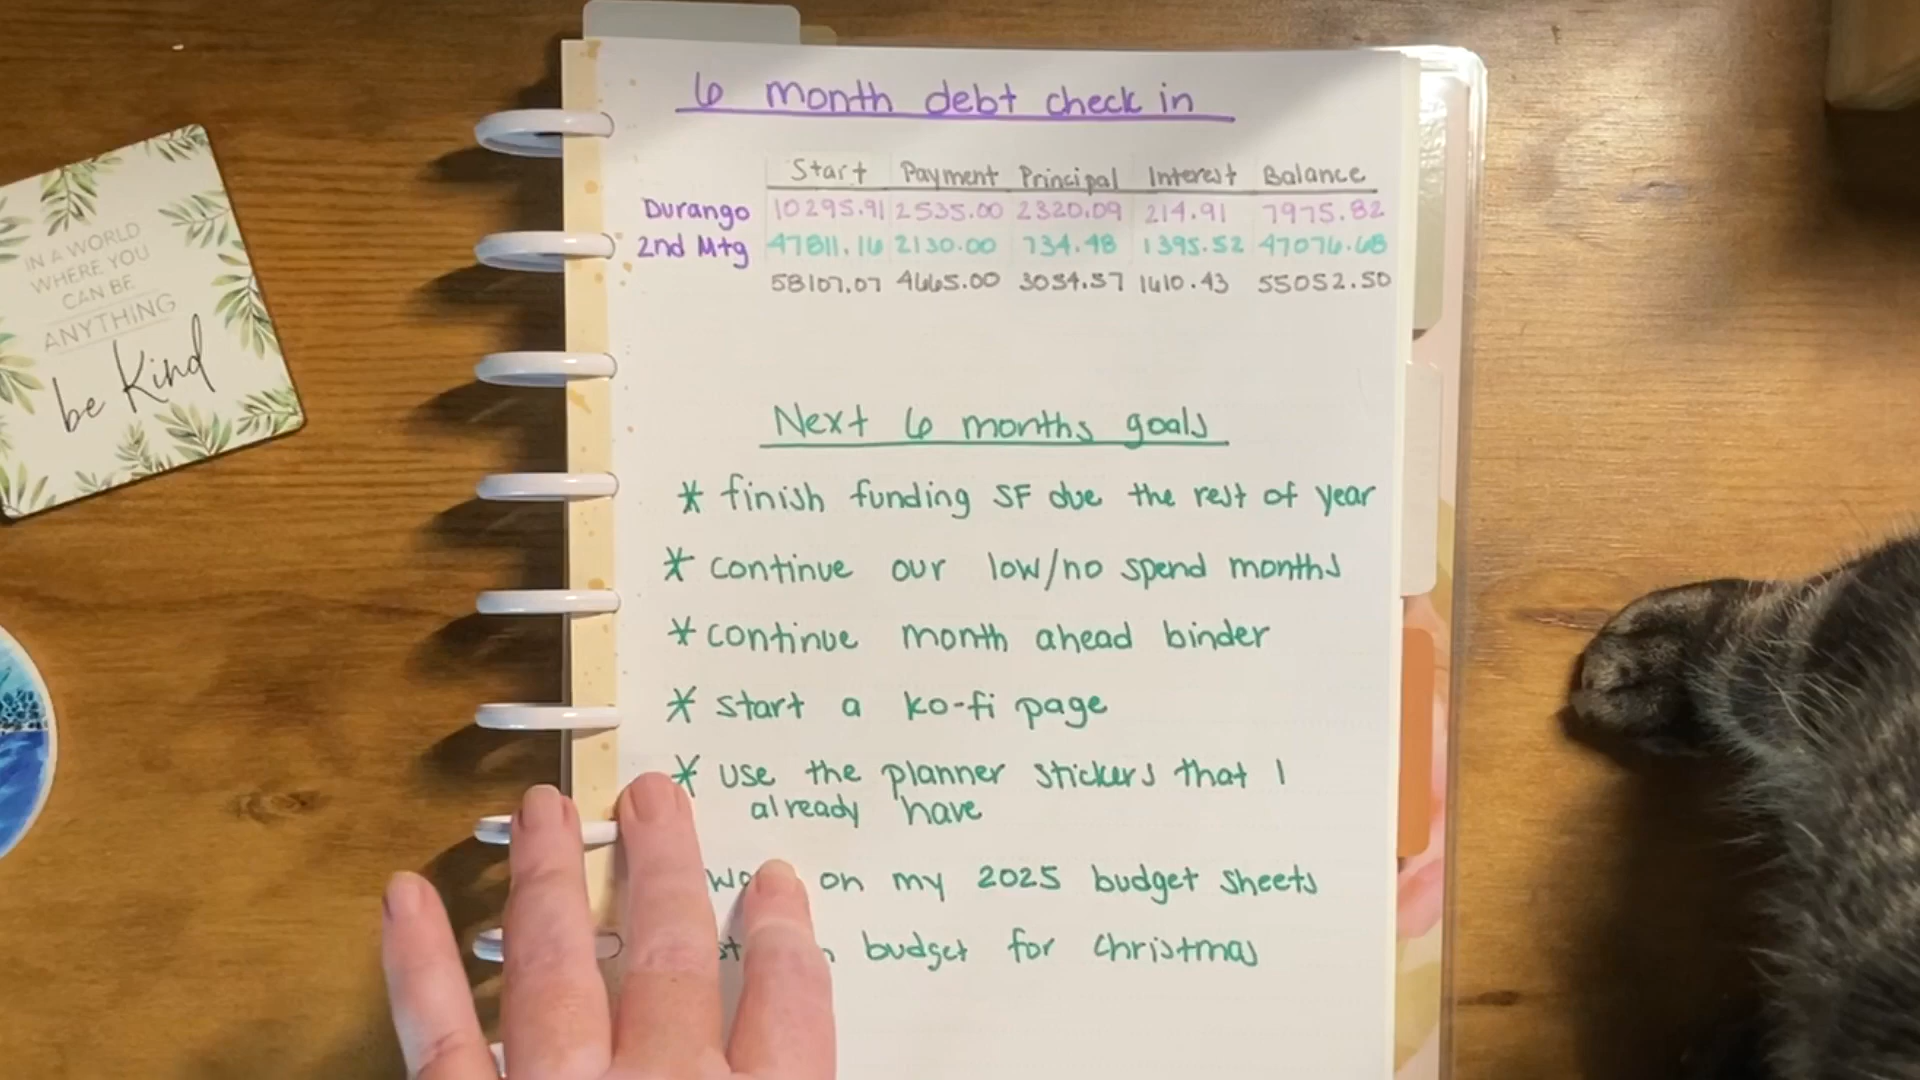 6 month debt check in
Start Payment Principal Interest Balance
Durango 10295.91 2535.00 2320.09 214.91 7975.82
2nd Mtg 47811.16 2130.00 734.48 1395.52 47076.68
58107.07 4665.00 3054.57 1610.43 55052.50
Next 6 months goals
* finish funding SF due the rest of year
* continue our low/no spend months
* continue month ahead binder
* start a ko-fi page
* use the planner stickers that I
already have
on my 2025 budget sheets
budget for christmas
IN A WORLD
WHERE YOU
CAN BE
ANYTHING
be Kind